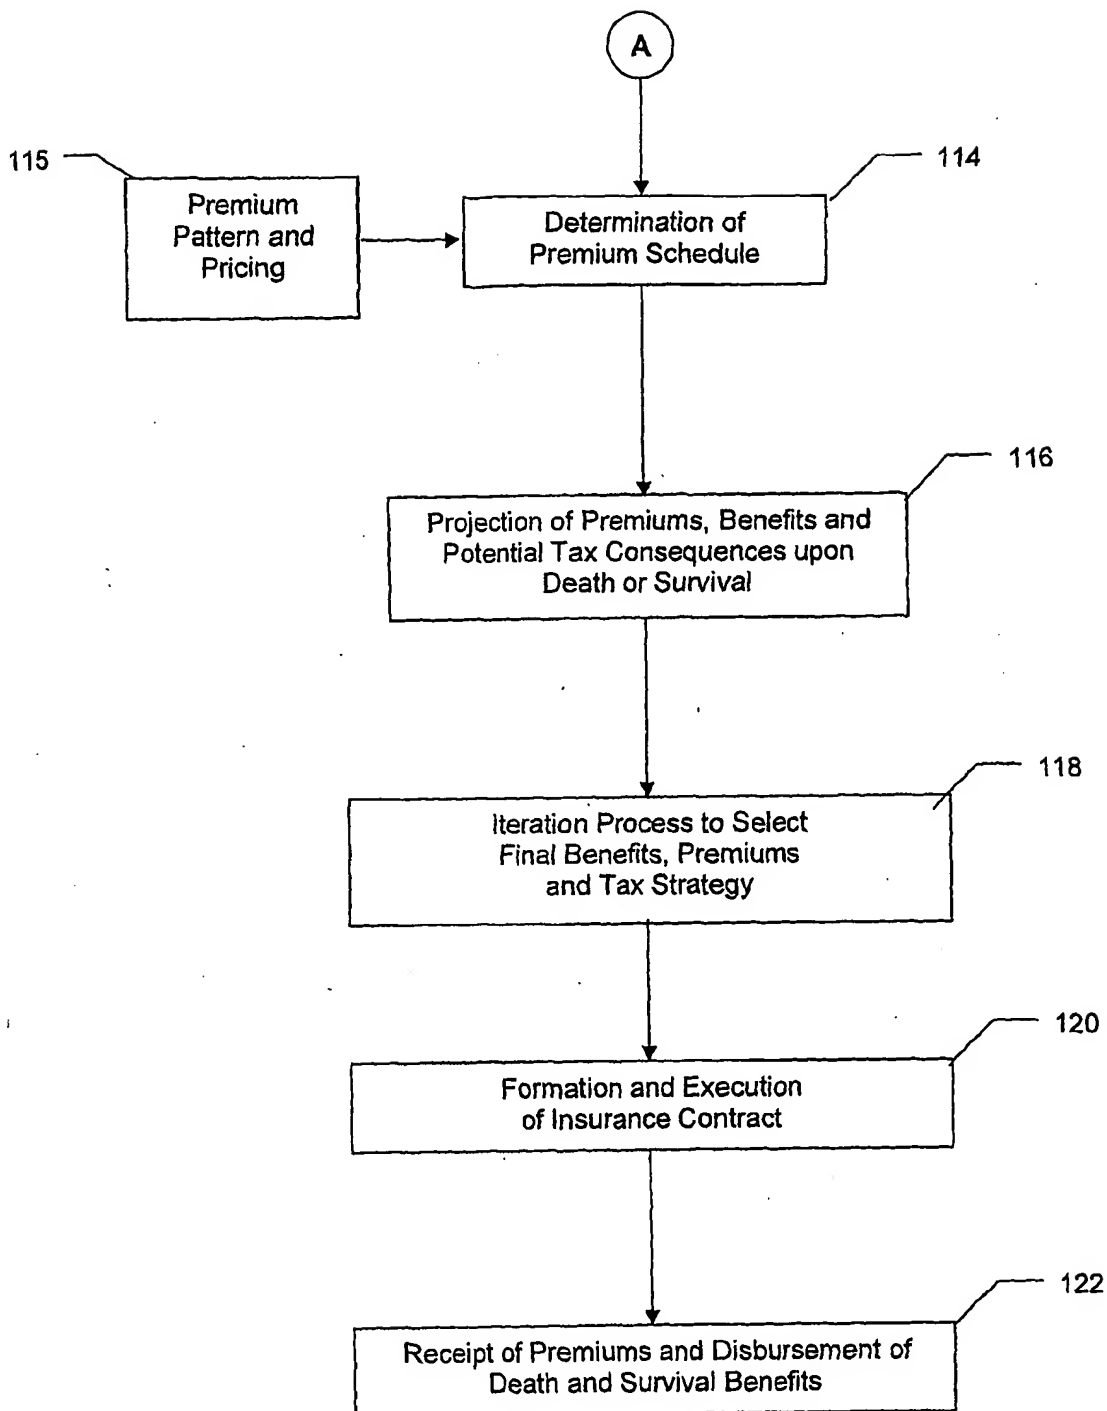 A
115
Premium
Pattern and
Pricing
114
Determination of
Premium Schedule
116
Projection of Premiums, Benefits and
Potential Tax Consequences upon
Death or Survival
118
Iteration Process to Select
Final Benefits, Premiums
and Tax Strategy
120
Formation and Execution
of Insurance Contract
122
Receipt of Premiums and Disbursement of
Death and Survival Benefits